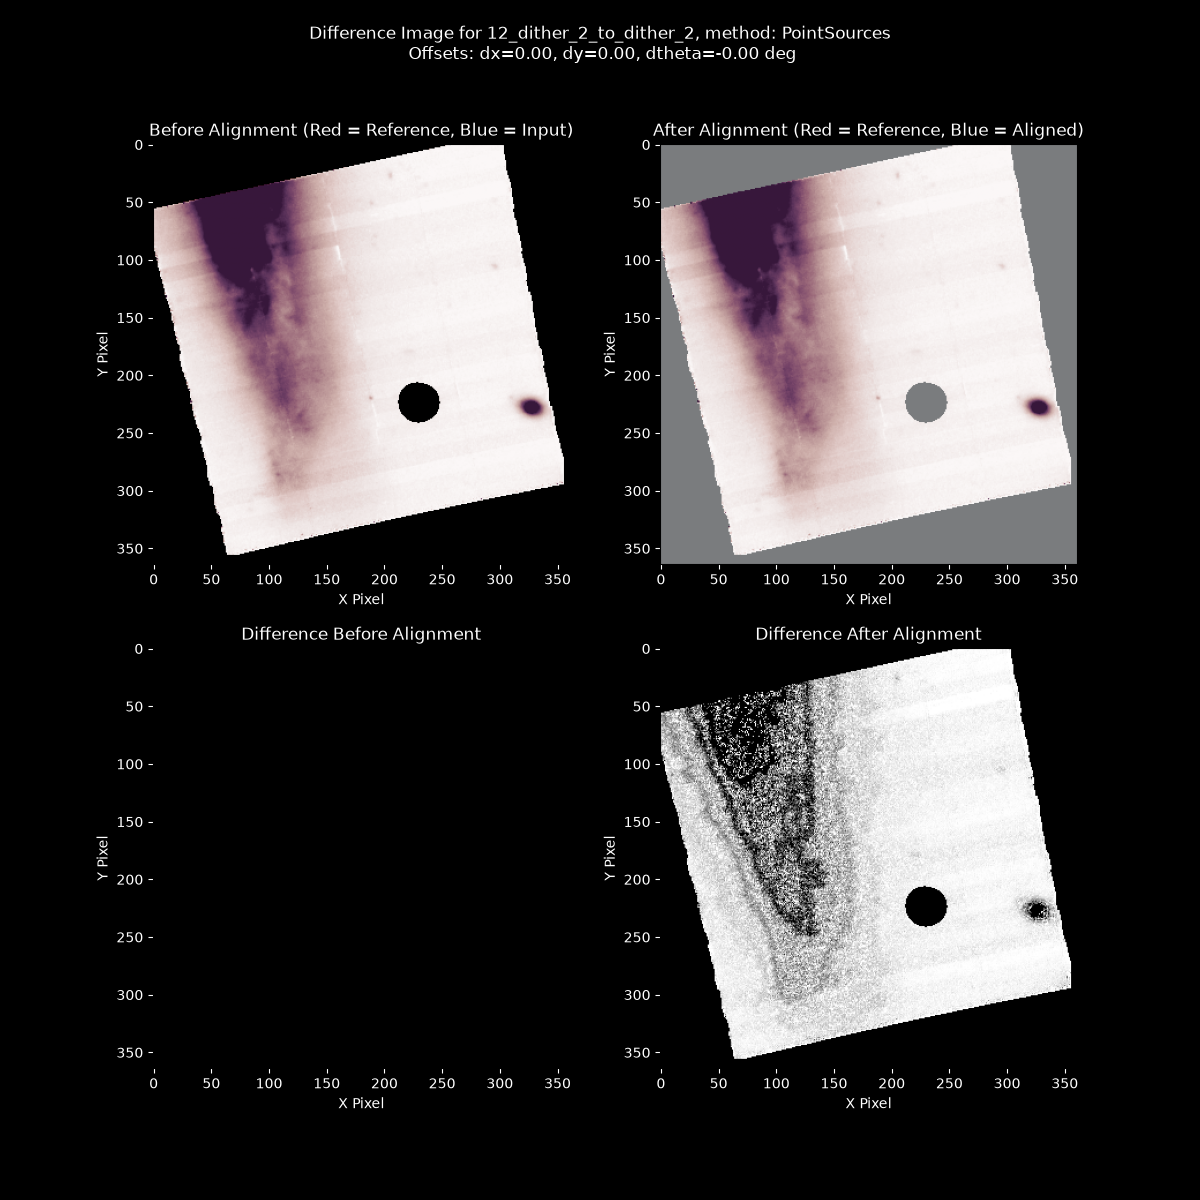 Difference Image for 12_dither_2_to_dither_2, method: PointSources
Offsets: dx=0.00, dy=0.00, dtheta=-0.00 deg
Before Alignment (Red = Reference, Blue = Input)
0
50
100
150
200
250
300
350
Y Pixel
0 50 100 150 200 250 300 350
X Pixel
After Alignment (Red = Reference, Blue = Aligned)
0
50
100
150
200
250
300
350
Y Pixel
0 50 100 150 200 250 300 350
X Pixel
Difference Before Alignment
0
50
100
150
200
250
300
350
Y Pixel
0 50 100 150 200 250 300 350
X Pixel
Difference After Alignment
0
50
100
150
200
250
300
350
Y Pixel
0 50 100 150 200 250 300 350
X Pixel